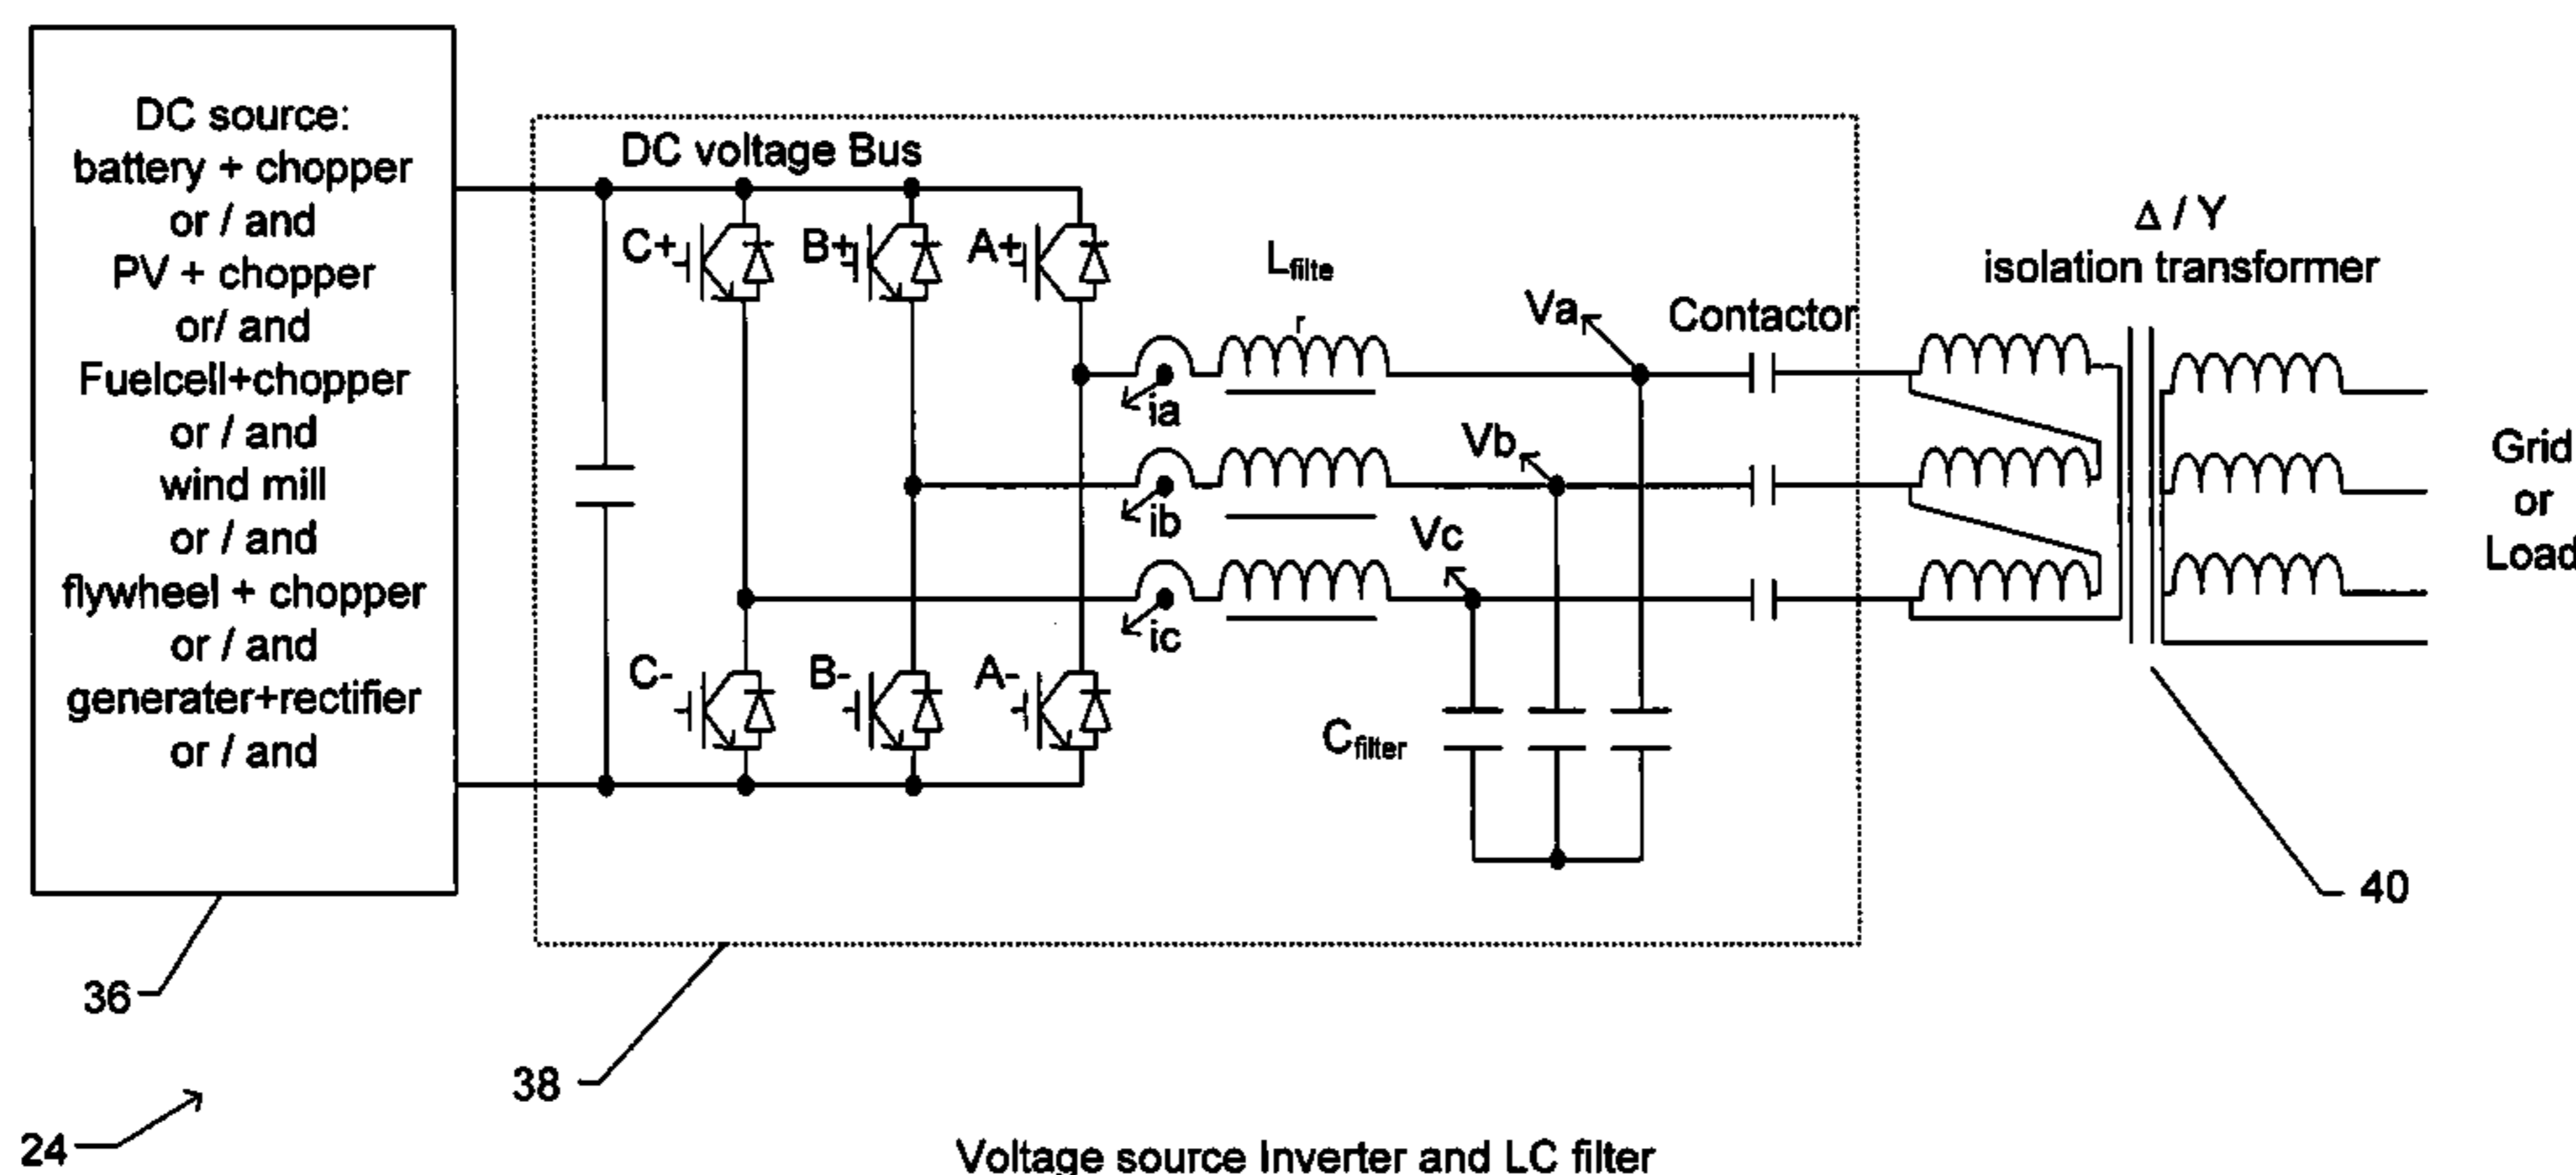 DC source:
battery + chopper
or / and
PV + chopper
or/ and
Fuelcell+chopper
or / and
wind mill
or / and
flywheel + chopper
or / and
generater+rectifier
or / and
DC voltage Bus
C+
B+
A+
C-
B-
A-
L filte
r
ia
ib
ic
Va
Vb
Vc
Contactor
C filter
Δ / Y
isolation transformer
Grid
or
Load
40
36
38
24
Voltage source Inverter and LC filter